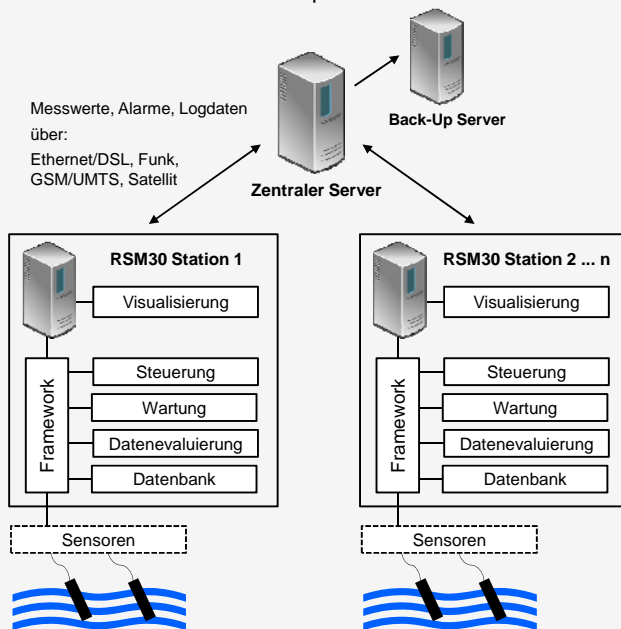 Back-Up Server
Messwerte, Alarme, Logdaten
über:
Ethernet/DSL, Funk,
GSM/UMTS, Satellit
Zentraler Server
RSM30 Station 1
Visualisierung
Framework
Steuerung
Wartung
Datenevaluierung
Datenbank
Sensoren
RSM30 Station 2 ... n
Visualisierung
Framework
Steuerung
Wartung
Datenevaluierung
Datenbank
Sensoren